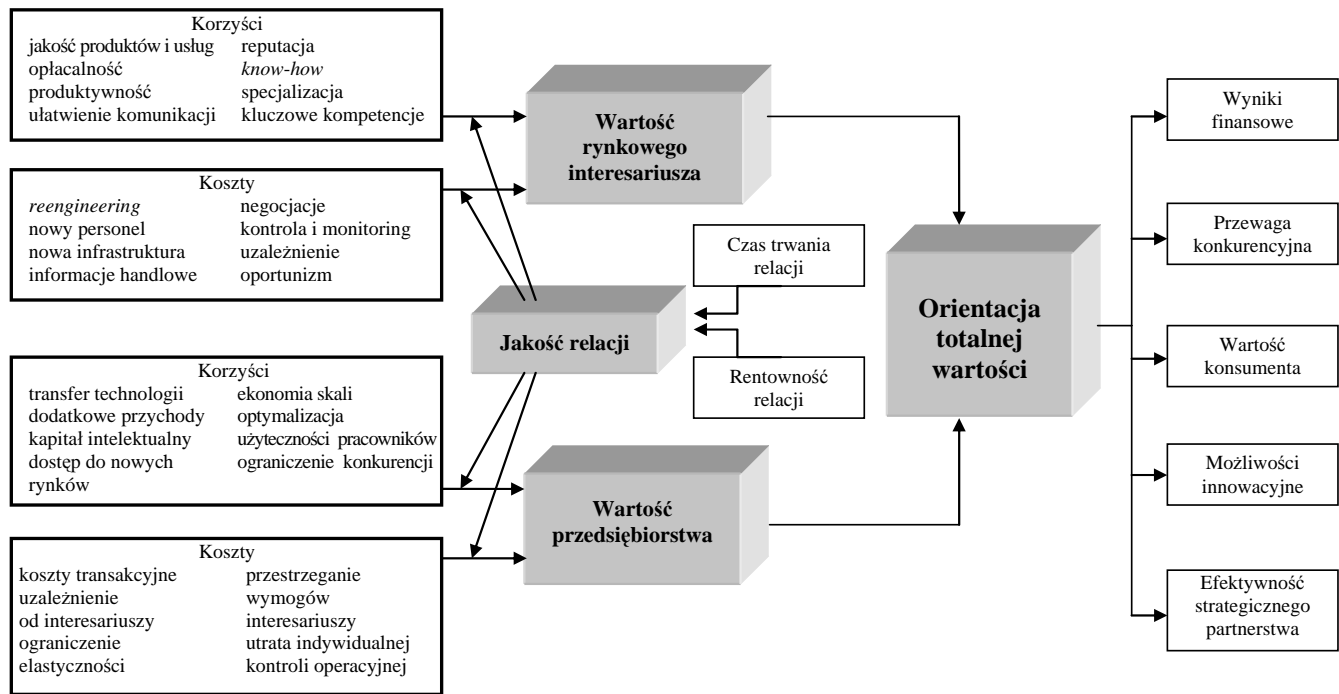 Korzyści
jakość produktów i usług
opłacalność
produktywność
ułatwienie komunikacji
reputacja
know-how
specjalizacja
kluczowe kompetencje
Koszty
reengineering
nowy personel
nowa infrastruktura
informacje handlowe
negocjacje
kontrola i monitoring
uzależnienie
oportunizm
Korzyści
transfer technologii
dodatkowe przychody
kapitał intelektualny
dostęp do nowych
rynków
ekonomia skali
optymalizacja
użyteczności pracowników
ograniczenie konkurencji
Koszty
koszty transakcyjne
uzależnienie
od interesariuszy
ograniczenie
elastyczności
przestrzeganie
wymogów
interesariuszy
utrata indywidualnej
kontroli operacyjnej
Wartość
rynkowego
interesariusza
Jakość relacji
Czas trwania
relacji
Rentowność
relacji
Wartość
przedsiębiorstwa
Orientacja
totalnej
wartości
Wyniki
finansowe
Przewaga
konkurencyjna
Wartość
konsumenta
Możliwości
innowacyjne
Efektywność
strategicznego
partnerstwa